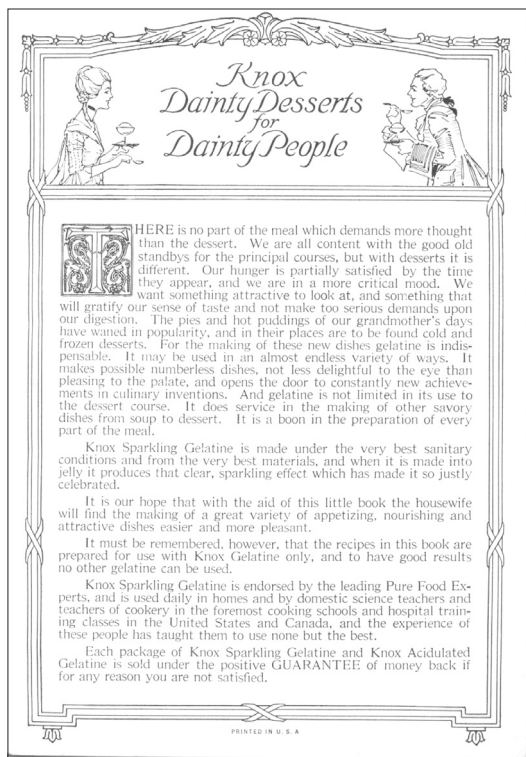 Knox
Dainty Desserts
for
Dainty People
THERE is no part of the meal which demands more thought
than the dessert. We are all content with the good old
standbys for the principal courses, but with desserts it is
different. Our hunger is partially satisfied by the time
they appear, and we are in a more critical mood. We
want something attractive to look at, and something that
will gratify our sense of taste and not make too serious demands upon
our digestion. The pies and hot puddings of our grandmother's days
have waned in popularity, and in their places are to be found cold and
frozen desserts. For the making of these new dishes gelatine is indis-
pensable. It may be used in an almost endless variety of ways. It
makes possible numberless dishes, not less delightful to the eye than
pleasing to the palate, and opens the door to constantly new achieve-
ments in culinary inventions. And gelatine is not limited in its use to
the dessert course. It does service in the making of other savory
dishes from soup to dessert. It is a boon in the preparation of every
part of the meal.
Knox Sparkling Gelatine is made under the very best sanitary
conditions and from the very best materials, and when it is made into
jelly it produces that clear, sparkling effect which has made it so justly
celebrated.
It is our hope that with the aid of this little book the housewife
will find the making of a great variety of appetizing, nourishing and
attractive dishes easier and more pleasant.
It must be remembered, however, that the recipes in this book are
prepared for use with Knox Gelatine only, and to have good results
no other gelatine can be used.
Knox Sparkling Gelatine is endorsed by the leading Pure Food Ex-
perts, and is used daily in homes and by domestic science teachers and
teachers of cookery in the foremost cooking schools and hospital train-
ing classes in the United States and Canada, and the experience of
these people has taught them to use none but the best.
Each package of Knox Sparkling Gelatine and Knox Acidulated
Gelatine is sold under the positive GUARANTEE of money back if
for any reason you are not satisfied.
PRINTED IN U. S. A